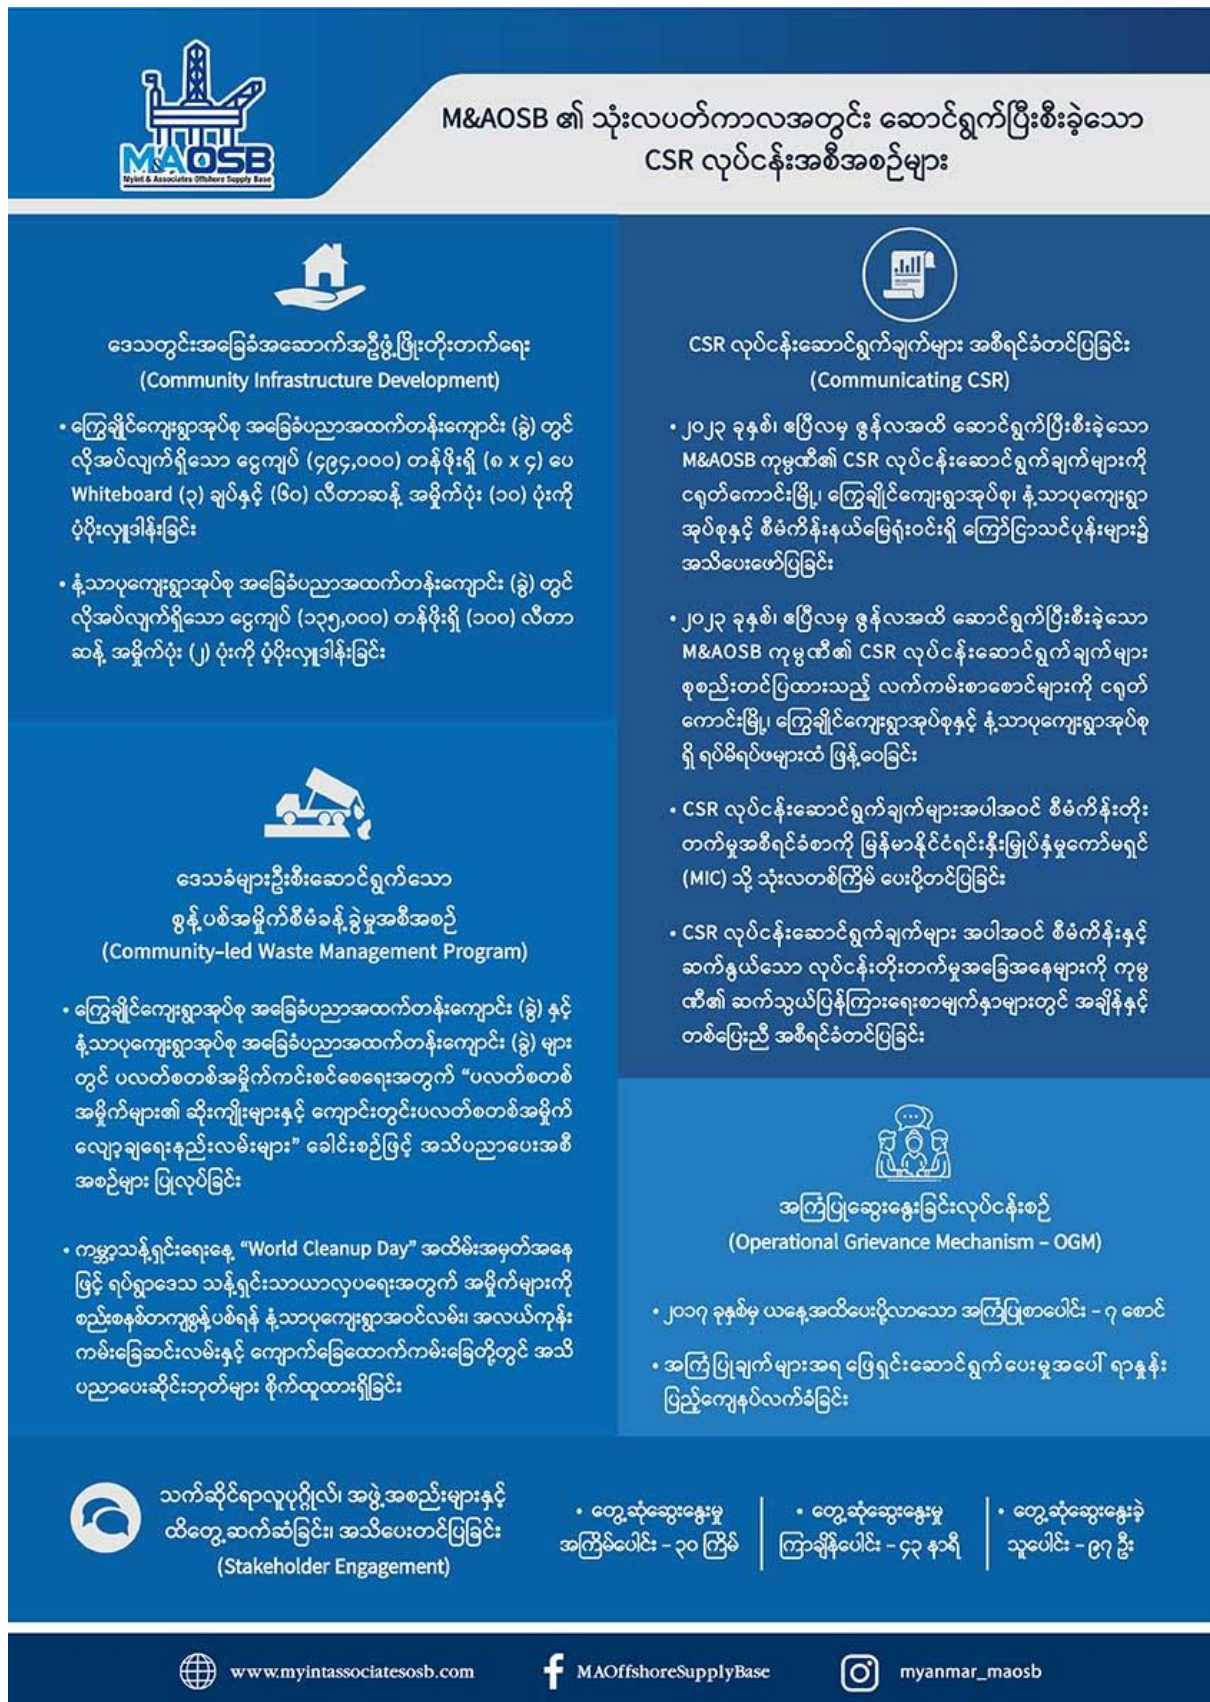 M&AOSB
Myint & Associates Offshore Supply Base
M&AOSB ၏ သုံးလပတ်ကာလအတွင်း ဆောင်ရွက်ပြီးစီးခဲ့သော
CSR လုပ်ငန်းအစီအစဉ်များ
ဒေသတွင်းအခြေခံအဆောက်အဦဖွံ့ဖြိုးတိုးတက်ရေး
(Community Infrastructure Development)
• ကြွေချိုင်ကျေးရွာအုပ်စု အခြေခံပညာအထက်တန်းကျောင်း (ခွဲ) တွင်
လိုအပ်လျက်ရှိသော ငွေကျပ် (၄၉၄,၀၀၀) တန်ဖိုးရှိ (၈ x ၄) ပေ
Whiteboard (၃) ချပ်နှင့် (၆၀) လီတာဆန့် အမှိုက်ပုံး (၁၀) ပုံးကို
ပံ့ပိုးလှူဒါန်းခြင်း
• နံ့သာပုကျေးရွာအုပ်စု အခြေခံပညာအထက်တန်းကျောင်း (ခွဲ) တွင်
လိုအပ်လျက်ရှိသော ငွေကျပ် (၁၃၅,၀၀၀) တန်ဖိုးရှိ (၁၀၀) လီတာ
ဆန့် အမှိုက်ပုံး (၂) ပုံးကို ပံ့ပိုးလှူဒါန်းခြင်း
ဒေသခံများဦးစီးဆောင်ရွက်သော
စွန့်ပစ်အမှိုက်စီမံခန့်ခွဲမှုအစီအစဉ်
(Community-led Waste Management Program)
• ကြွေချိုင်ကျေးရွာအုပ်စု အခြေခံပညာအထက်တန်းကျောင်း (ခွဲ) နှင့်
နံ့သာပုကျေးရွာအုပ်စု အခြေခံပညာအထက်တန်းကျောင်း (ခွဲ) များ
တွင် ပလတ်စတစ်အမှိုက်ကင်းစင်စေရေးအတွက် “ပလတ်စတစ်
အမှိုက်များ၏ ဆိုးကျိုးများနှင့် ကျောင်းတွင်းပလတ်စတစ်အမှိုက်
လျော့ချရေးနည်းလမ်းများ” ခေါင်းစဉ်ဖြင့် အသိပညာပေးအစီ
အစဉ်များ ပြုလုပ်ခြင်း
• ကမ္ဘာ့သန့်ရှင်းရေးနေ့ “World Cleanup Day” အထိမ်းအမှတ်အနေ
ဖြင့် ရပ်ရွာဒေသ သန့်ရှင်းသာယာလှပရေးအတွက် အမှိုက်များကို
စည်းစနစ်တကျစွန့်ပစ်ရန် နံ့သာပုကျေးရွာအဝင်လမ်း၊ အလယ်ကုန်း
ကမ်းခြေဆင်းလမ်းနှင့် ကျောက်ခြေထောက်ကမ်းခြေတို့တွင် အသိ
ပညာပေးဆိုင်းဘုတ်များ စိုက်ထူထားရှိခြင်း
CSR လုပ်ငန်းဆောင်ရွက်ချက်များ အစီရင်ခံတင်ပြခြင်း
(Communicating CSR)
• ၂၀၂၃ ခုနှစ်၊ ဧပြီလမှ ဇွန်လအထိ ဆောင်ရွက်ပြီးစီးခဲ့သော
M&AOSB ကုမ္ပဏီ၏ CSR လုပ်ငန်းဆောင်ရွက်ချက်များကို
ငရုတ်ကောင်းမြို့၊ ကြွေချိုင်ကျေးရွာအုပ်စု၊ နံ့သာပုကျေးရွာ
အုပ်စုနှင့် စီမံကိန်းနယ်မြေရုံးဝင်းရှိ ကြော်ငြာသင်ပုန်းများ၌
အသိပေးဖော်ပြခြင်း
• ၂၀၂၃ ခုနှစ်၊ ဧပြီလမှ ဇွန်လအထိ ဆောင်ရွက်ပြီးစီးခဲ့သော
M&AOSB ကုမ္ပဏီ၏ CSR လုပ်ငန်းဆောင်ရွက်ချက်များ
စုစည်းတင်ပြထားသည့် လက်ကမ်းစာစောင်များကို ငရုတ်
ကောင်းမြို့၊ ကြွေချိုင်ကျေးရွာအုပ်စုနှင့် နံ့သာပုကျေးရွာအုပ်စု
ရှိ ရပ်မိရပ်ဖများထံ ဖြန့်ဝေခြင်း
• CSR လုပ်ငန်းဆောင်ရွက်ချက်များအပါအဝင် စီမံကိန်းတိုး
တက်မှုအစီရင်ခံစာကို မြန်မာနိုင်ငံရင်းနှီးမြှုပ်နှံမှုကော်မရှင်
(MIC) သို့ သုံးလတစ်ကြိမ် ပေးပို့တင်ပြခြင်း
• CSR လုပ်ငန်းဆောင်ရွက်ချက်များ အပါအဝင် စီမံကိန်းနှင့်
ဆက်နွယ်သော လုပ်ငန်းတိုးတက်မှုအခြေအနေများကို ကုမ္ပ
ဏီ၏ ဆက်သွယ်ပြန်ကြားရေးစာမျက်နှာများတွင် အချိန်နှင့်
တစ်ပြေးညီ အစီရင်ခံတင်ပြခြင်း
အကြံပြုဆွေးနွေးခြင်းလုပ်ငန်းစဉ်
(Operational Grievance Mechanism – OGM)
• ၂၀၁၇ ခုနှစ်မှ ယနေ့အထိပေးပို့လာသော အကြံပြုစာပေါင်း – ၇ စောင်
• အကြံပြုချက်များအရ ဖြေရှင်းဆောင်ရွက်ပေးမှုအပေါ် ရာနှုန်း
ပြည့်ကျေနပ်လက်ခံခြင်း
သက်ဆိုင်ရာလူပုဂ္ဂိုလ်၊ အဖွဲ့အစည်းများနှင့်
ထိတွေ့ဆက်ဆံခြင်း၊ အသိပေးတင်ပြခြင်း
(Stakeholder Engagement)
• တွေ့ဆုံဆွေးနွေးမှု
အကြိမ်ပေါင်း – ၃၀ ကြိမ်
• တွေ့ဆုံဆွေးနွေးမှု
ကြာချိန်ပေါင်း – ၄၃ နာရီ
• တွေ့ဆုံဆွေးနွေးခဲ့
သူပေါင်း – ၉၇ ဦး
www.myintassociatesosb.com
MAOffshoreSupplyBase
myanmar_maosb